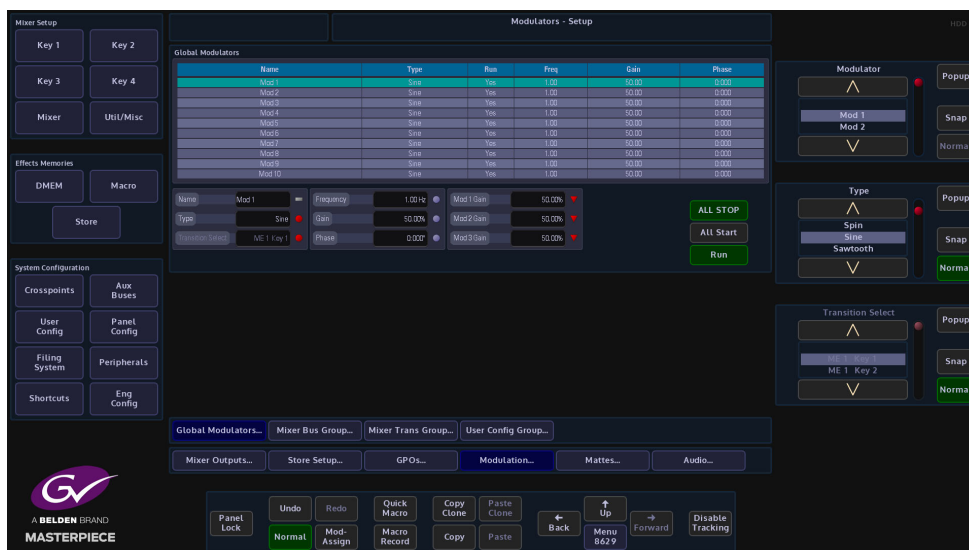 Mixer Setup
Key 1
Key 2
Key 3
Key 4
Mixer
Util/Misc
Effects Memories
DMEM
Macro
Store
System Configuration
Crosspoints
Aux
Buses
User
Config
Panel
Config
Filing
System
Peripherals
Shortcuts
Eng
Config
GV
A BELDEN BRAND
MASTERPIECE
Modulators - Setup
HDD
Global Modulators
Name Type Run Freq Gain Phase
Mod 1 Sine Yes 1.00 50.00 0.000
Mod 2 Sine Yes 1.00 50.00 0.000
Mod 3 Sine Yes 1.00 50.00 0.000
Mod 4 Sine Yes 1.00 50.00 0.000
Mod 5 Sine Yes 1.00 50.00 0.000
Mod 6 Sine Yes 1.00 50.00 0.000
Mod 7 Sine Yes 1.00 50.00 0.000
Mod 8 Sine Yes 1.00 50.00 0.000
Mod 9 Sine Yes 1.00 50.00 0.000
Mod 10 Sine Yes 1.00 50.00 0.000
Name Mod 1 Frequency 1.00 Hz Mod 1 Gain 50.00%
Type Sine Gain 50.00% Mod 2 Gain 50.00%
Transition Select ME 1 Key 1 Phase 0.000° Mod 3 Gain 50.00%
ALL STOP
All Start
Run
Modulator
Mod 1
Mod 2
Popup
Snap
Norma
Type
Spin
Sine
Sawtooth
Popup
Snap
Norma
Transition Select
ME 1 Key 1
ME 1 Key 2
Popup
Snap
Norma
Global Modulators... Mixer Bus Group... Mixer Trans Group... User Config Group...
Mixer Outputs... Store Setup... GPOs... Modulation... Mattes... Audio...
Panel
Lock
Undo
Redo
Normal
Mod-
Assign
Quick
Macro
Macro
Record
Copy
Clone
Paste
Clone
Copy
Paste
Back
Up
Menu
8629
Forward
Disable
Tracking